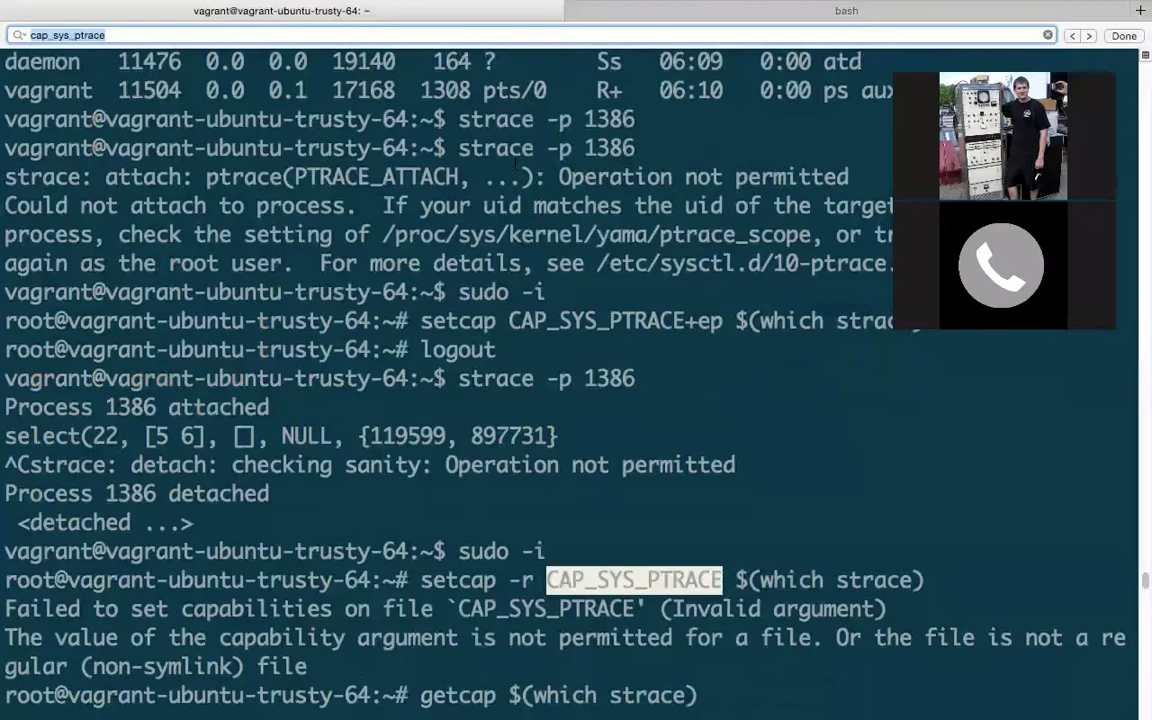 vagrant@vagrant-ubuntu-trusty-64: ~
bash
cap_sys_ptrace
Done
daemon 11476 0.0 0.0 19140 164 ? Ss 06:09 0:00 atd
vagrant 11504 0.0 0.1 17168 1308 pts/0 R+ 06:10 0:00 ps aux
vagrant@vagrant-ubuntu-trusty-64:~$ strace -p 1386
vagrant@vagrant-ubuntu-trusty-64:~$ strace -p 1386
strace: attach: ptrace(PTRACE_ATTACH, ...): Operation not permitted
Could not attach to process. If your uid matches the uid of the target
process, check the setting of /proc/sys/kernel/yama/ptrace_scope, or
again as the root user. For more details, see /etc/sysctl.d/10-ptrace.
vagrant@vagrant-ubuntu-trusty-64:~$ sudo -i
root@vagrant-ubuntu-trusty-64:~# setcap CAP_SYS_PTRACE+ep $(which strace)
root@vagrant-ubuntu-trusty-64:~# logout
vagrant@vagrant-ubuntu-trusty-64:~$ strace -p 1386
Process 1386 attached
select(22, [5 6], [], NULL, {119599, 897731}
^Cstrace: detach: checking sanity: Operation not permitted
Process 1386 detached
<detached ...>
vagrant@vagrant-ubuntu-trusty-64:~$ sudo -i
root@vagrant-ubuntu-trusty-64:~# setcap -r CAP_SYS_PTRACE $(which strace)
Failed to set capabilities on file `CAP_SYS_PTRACE' (Invalid argument)
The value of the capability argument is not permitted for a file. Or the file is not a re
gular (non-symlink) file
root@vagrant-ubuntu-trusty-64:~# getcap $(which strace)